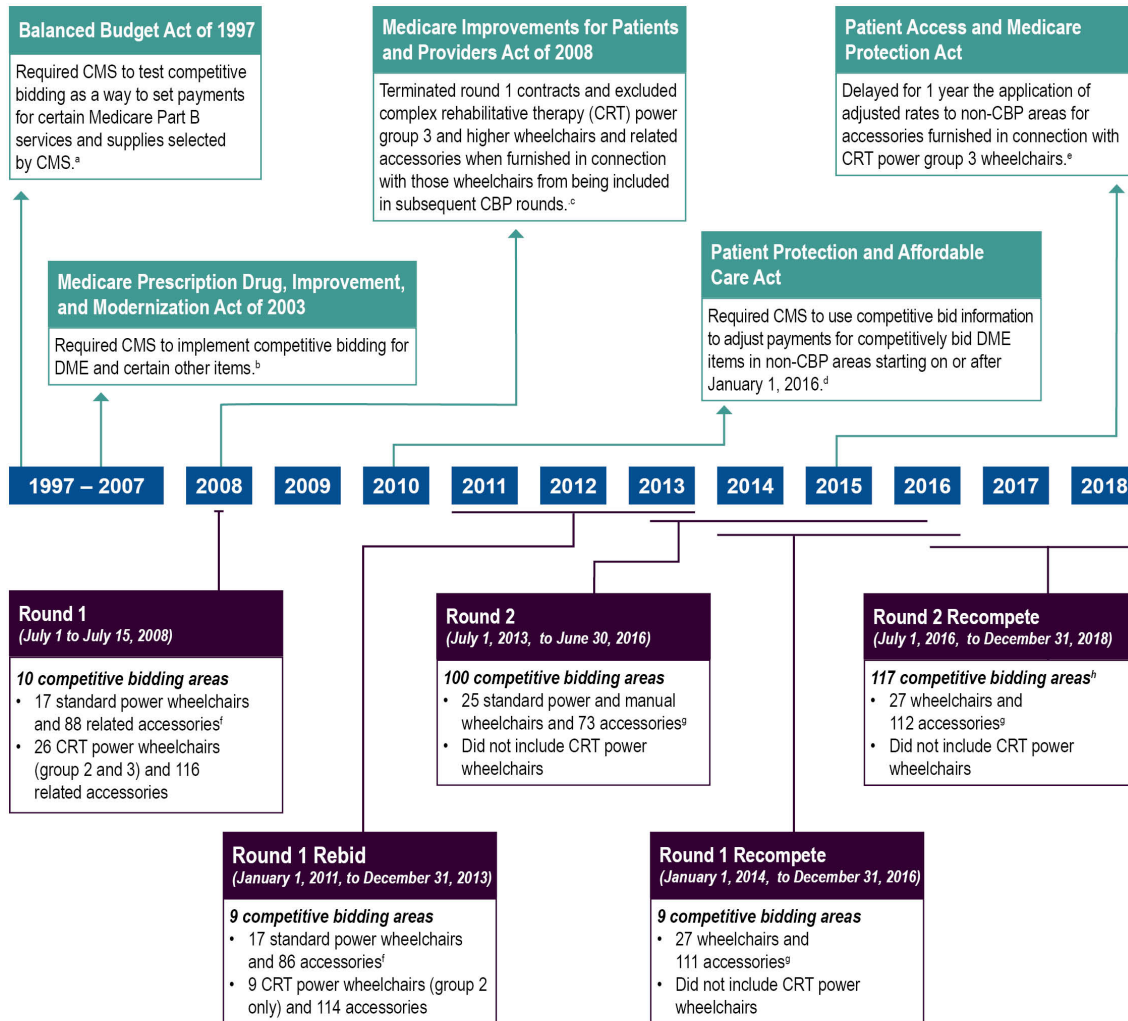 Balanced Budget Act of 1997
Required CMS to test competitive
bidding as a way to set payments
for certain Medicare Part B
services and supplies selected
by CMS.ᵃ
Medicare Improvements for Patients
and Providers Act of 2008
Terminated round 1 contracts and excluded
complex rehabilitative therapy (CRT) power
group 3 and higher wheelchairs and related
accessories when furnished in connection
with those wheelchairs from being included
in subsequent CBP rounds.ᶜ
Patient Access and Medicare
Protection Act
Delayed for 1 year the application of
adjusted rates to non-CBP areas for
accessories furnished in connection with
CRT power group 3 wheelchairs.ᵉ
Medicare Prescription Drug, Improvement,
and Modernization Act of 2003
Required CMS to implement competitive bidding for
DME and certain other items.ᵇ
Patient Protection and Affordable
Care Act
Required CMS to use competitive bid information
to adjust payments for competitively bid DME
items in non-CBP areas starting on or after
January 1, 2016.ᵈ
1997 – 2007 2008 2009 2010 2011 2012 2013 2014 2015 2016 2017 2018
Round 1
(July 1 to July 15, 2008)
10 competitive bidding areas
• 17 standard power wheelchairs
and 88 related accessoriesᶠ
• 26 CRT power wheelchairs
(group 2 and 3) and 116
related accessories
Round 2
(July 1, 2013, to June 30, 2016)
100 competitive bidding areas
• 25 standard power and manual
wheelchairs and 73 accessoriesᵍ
• Did not include CRT power
wheelchairs
Round 2 Recompete
(July 1, 2016, to December 31, 2018)
117 competitive bidding areasʰ
• 27 wheelchairs and
112 accessoriesᵍ
• Did not include CRT power
wheelchairs
Round 1 Rebid
(January 1, 2011, to December 31, 2013)
9 competitive bidding areas
• 17 standard power wheelchairs
and 86 accessoriesᶠ
• 9 CRT power wheelchairs (group 2
only) and 114 accessories
Round 1 Recompete
(January 1, 2014, to December 31, 2016)
9 competitive bidding areas
• 27 wheelchairs and
111 accessoriesᵍ
• Did not include CRT power
wheelchairs